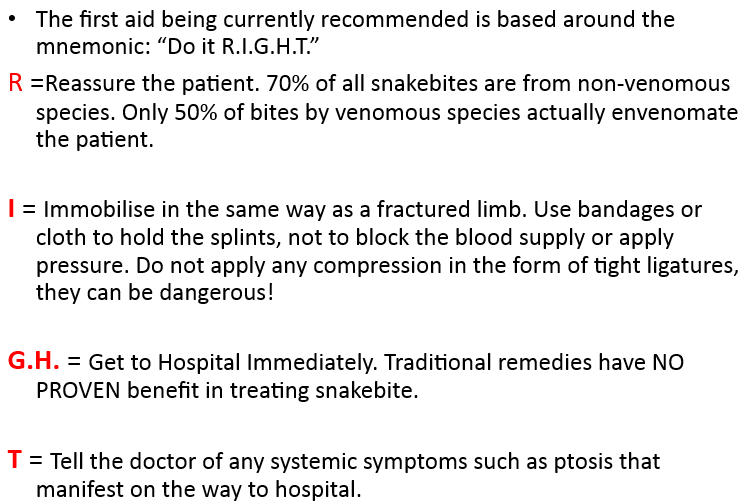 • The first aid being currently recommended is based around the
mnemonic: “Do it R.I.G.H.T.”
R =Reassure the patient. 70% of all snakebites are from non-venomous
species. Only 50% of bites by venomous species actually envenomate
the patient.
I = Immobilise in the same way as a fractured limb. Use bandages or
cloth to hold the splints, not to block the blood supply or apply
pressure. Do not apply any compression in the form of tight ligatures,
they can be dangerous!
G.H. = Get to Hospital Immediately. Traditional remedies have NO
PROVEN benefit in treating snakebite.
T = Tell the doctor of any systemic symptoms such as ptosis that
manifest on the way to hospital.